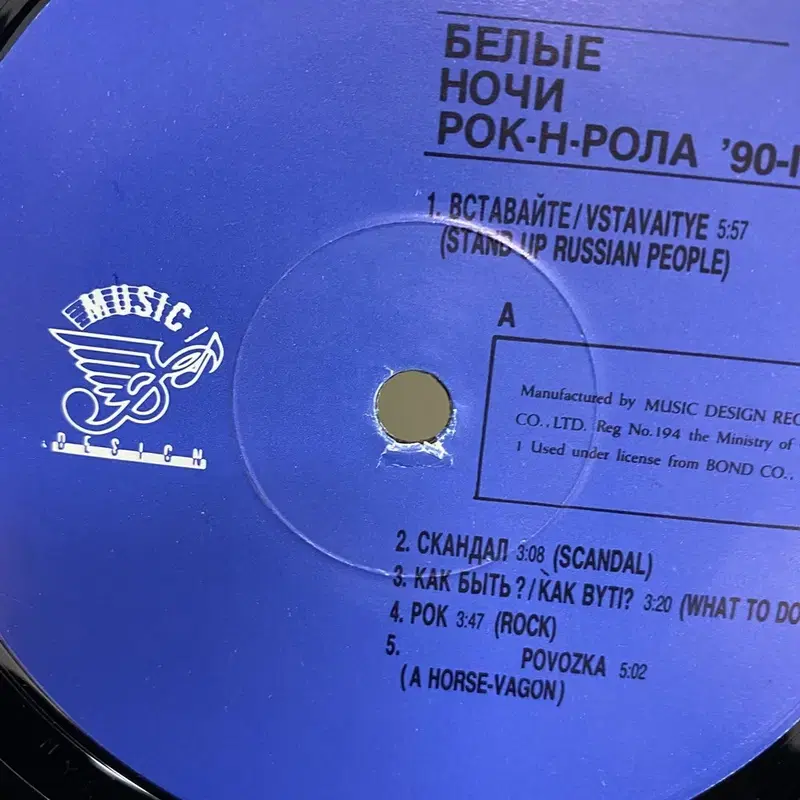 БЕЛЫЕ
НОЧИ
РОК-Н-РОЛА '90-I
1. ВСТАВАЙТЕ/VSTAVAITYE 5:57
(STAND UP RUSSIAN PEOPLE)
A
MUSIC
DESIGN
Manufactured by MUSIC DESIGN REC
CO., LTD. Reg No.194 the Ministry of
1 Used under license from BOND CO.,
2. СКАНДАЛ 3:08 (SCANDAL)
3. КАК БЫТЬ?/KAK BYTI? 3:20 (WHAT TO DO
4. РОК 3:47 (ROCK)
5. POVOZKA 5:02
(A HORSE-VAGON)